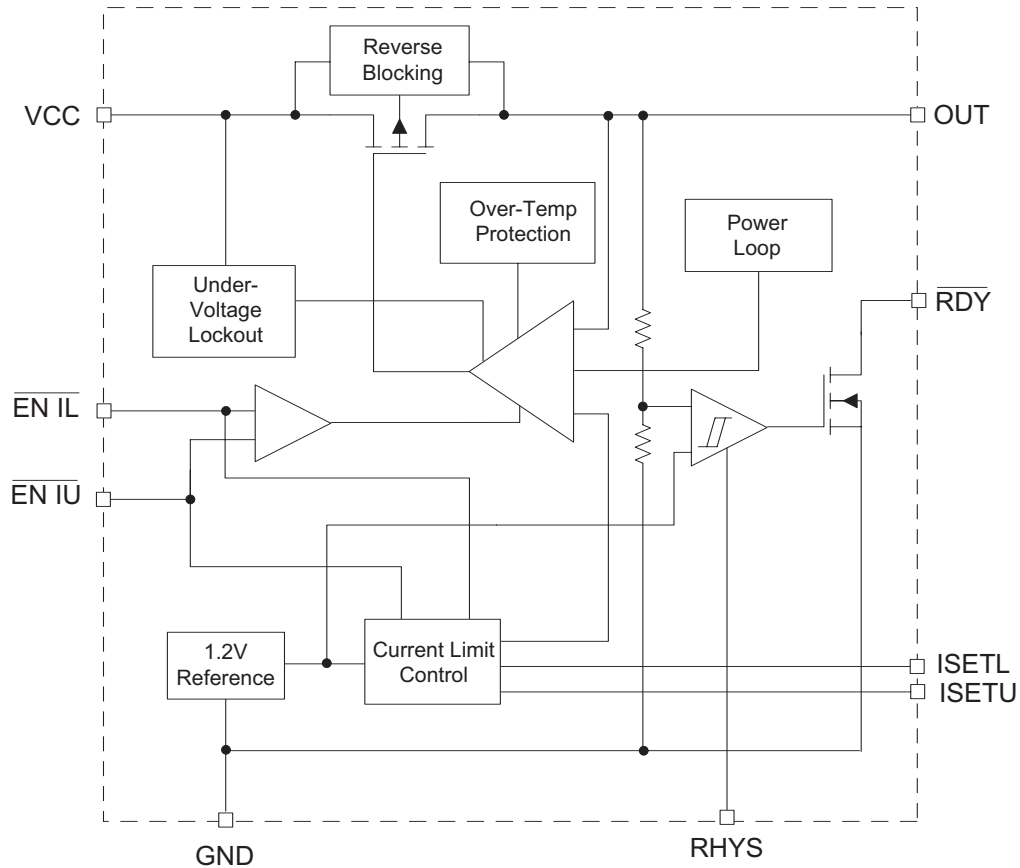 Reverse
Blocking
VCC
OUT
Over-Temp
Protection
Power
Loop
Under-
Voltage
Lockout
RDY
EN IL
EN IU
1.2V
Reference
Current Limit
Control
ISETL
ISETU
GND
RHYS